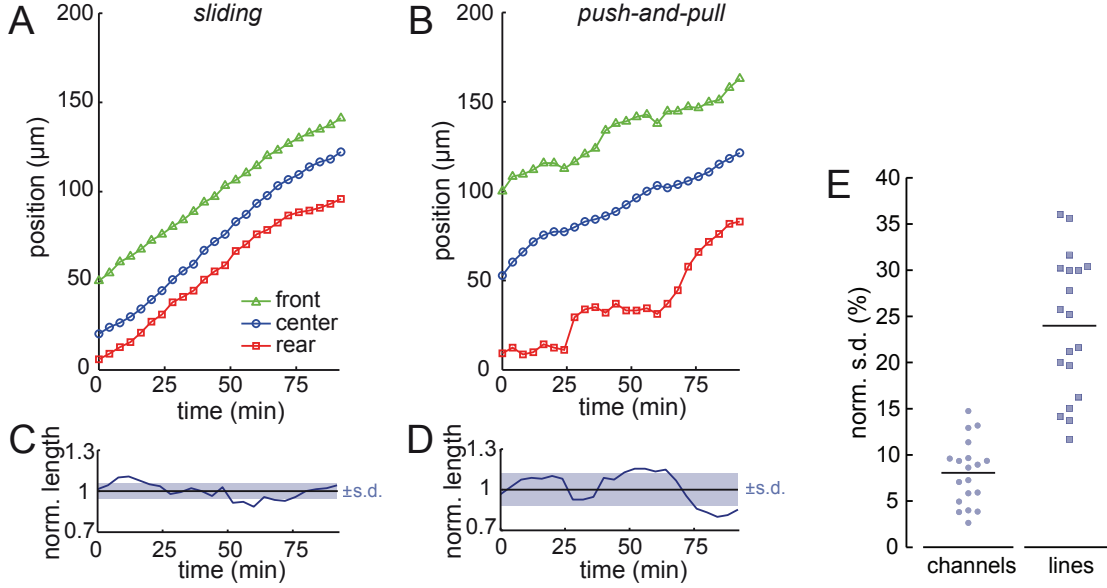 A
sliding
position (µm)
200
150
100
50
0
front
center
rear
0
25
50
75
time (min)
B
push-and-pull
position (µm)
200
150
100
50
0
0
25
50
75
time (min)
C
norm. length
1.3
1
0.7
±s.d.
0
25
50
75
time (min)
D
norm. length
1.3
1
0.7
±s.d.
0
25
50
75
time (min)
E
norm. s.d. (%)
40
35
30
25
20
15
10
5
0
channels
lines